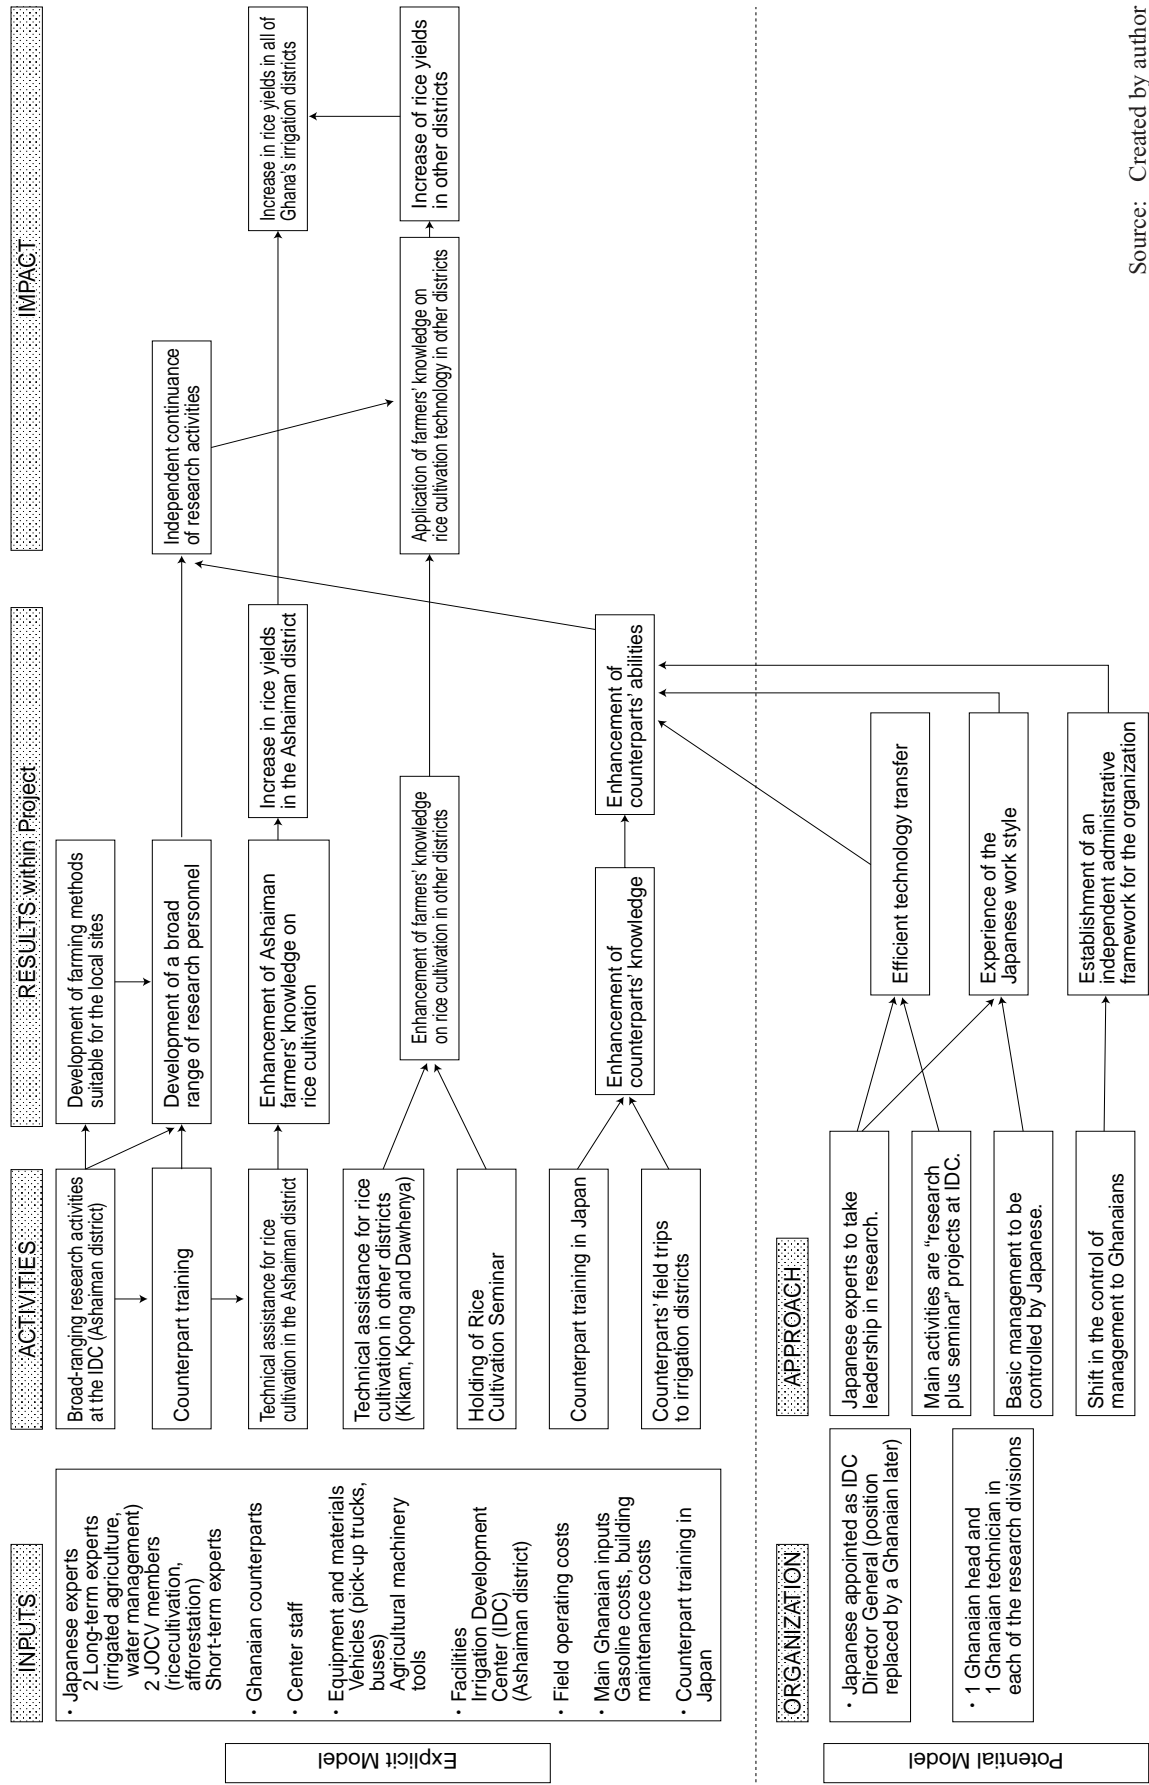 INPUTS
ACTIVITIES
RESULTS within Project
IMPACT
Explicit Model
・Japanese experts
2 Long-term experts
(irrigated agriculture,
water management)
2 JOCV members
(ricecultivation,
afforestation)
Short-term experts
・Ghanaian counterparts
・Center staff
・Equipment and materials
Vehicles (pick-up trucks,
buses)
Agricultural machinery
tools
・Facilities
Irrigation Development
Center (IDC)
(Ashaiman district)
・Field operating costs
・Main Ghanaian inputs
Gasoline costs, building
maintenance costs
・Counterpart training in
Japan
Broad-ranging research activities
at the IDC (Ashaiman district)
Counterpart training
Technical assistance for rice
cultivation in the Ashaiman district
Technical assistance for rice
cultivation in other districts
(Kikam, Kpong and Dawhenya)
Holding of Rice
Cultivation Seminar
Counterpart training in Japan
Counterparts' field trips
to irrigation districts
Development of farming methods
suitable for the local sites
Development of a broad
range of research personnel
Enhancement of Ashaiman
farmers' knowledge on
rice cultivation
Increase in rice yields
in the Ashaiman district
Enhancement of farmers' knowledge
on rice cultivation in other districts
Enhancement of
counterparts' knowledge
Enhancement of
counterparts' abilities
Independent continuance
of research activities
Increase in rice yields in all of
Ghana's irrigation districts
Application of farmers' knowledge on
rice cultivation technology in other districts
Increase of rice yields
in other districts
Potential Model
ORGANIZATION
APPROACH
・Japanese appointed as IDC
Director General (position
replaced by a Ghanaian later)
・1 Ghanaian head and
1 Ghanian technician in
each of the research divisions
Japanese experts to take
leadership in research.
Main activities are "research
plus seminar" projects at IDC.
Basic management to be
controlled by Japanese.
Shift in the control of
management to Ghanaians
Efficient technology transfer
Experience of the
Japanese work style
Establishment of an
independent administrative
framework for the organization
Source: Created by author